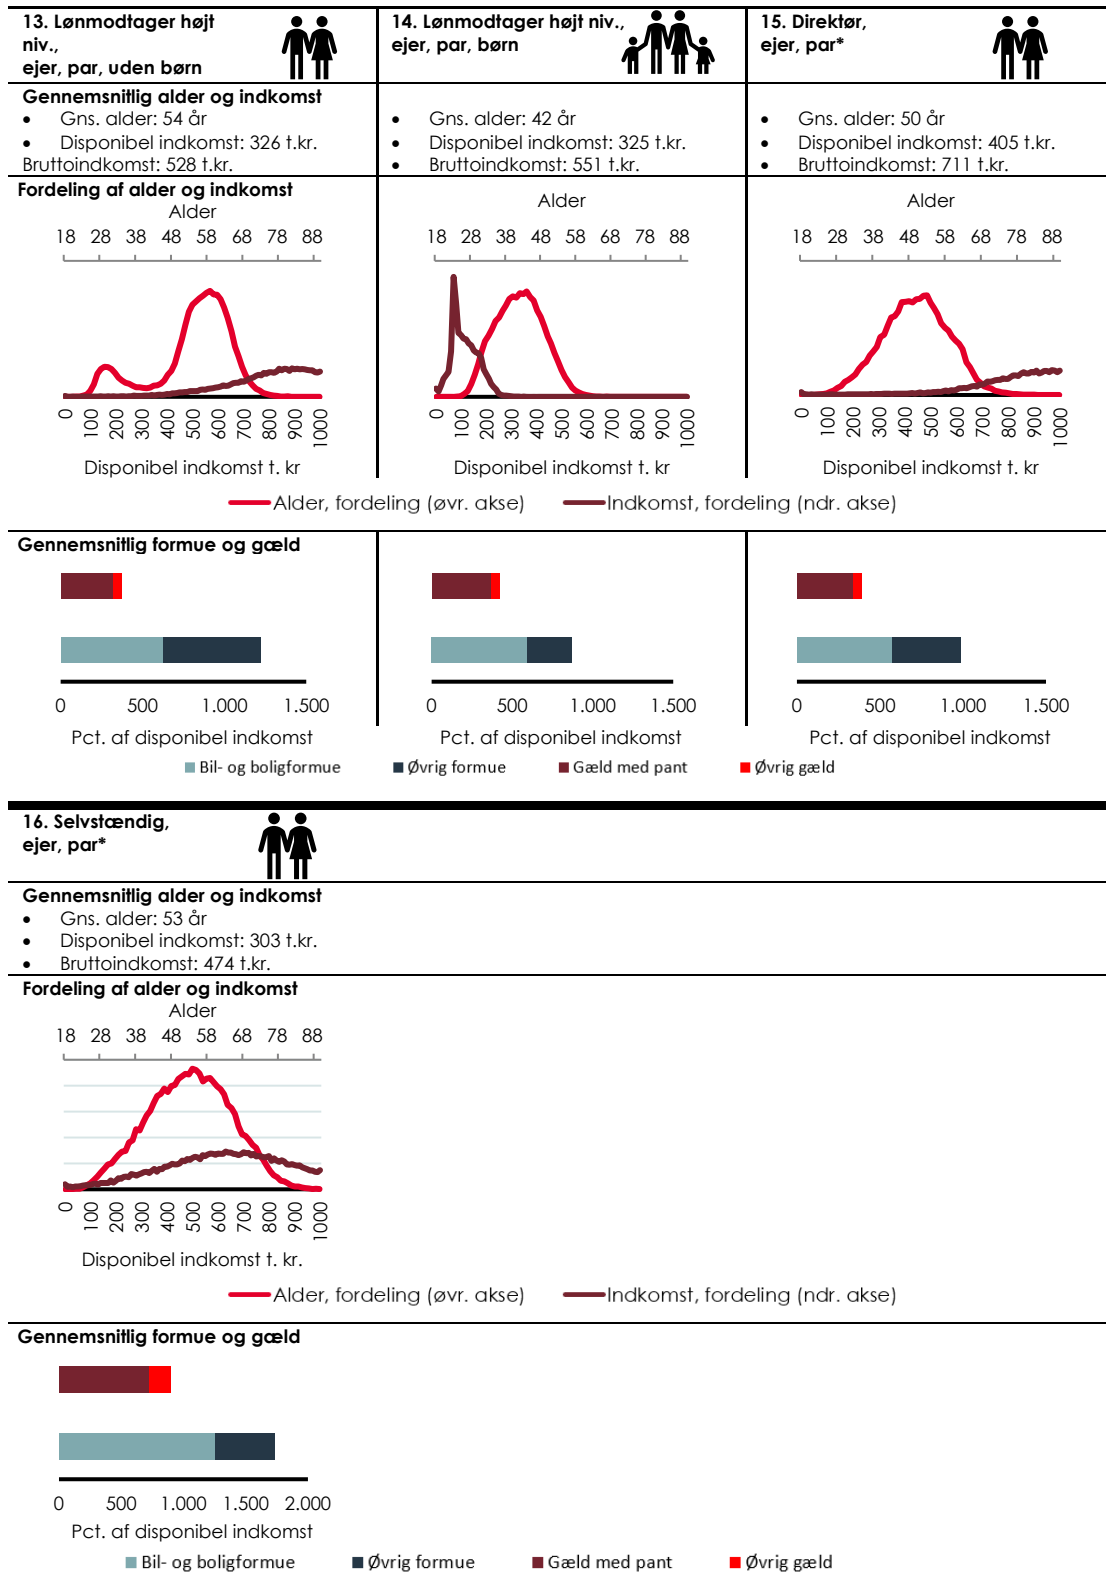 13. Lønmodtager højt
niv.,
ejer, par, uden børn
14. Lønmodtager højt niv.,
ejer, par, børn
15. Direktør,
ejer, par*
Gennemsnitlig alder og indkomst
• Gns. alder: 54 år
• Disponibel indkomst: 326 t.kr.
Bruttoindkomst: 528 t.kr.
• Gns. alder: 42 år
• Disponibel indkomst: 325 t.kr.
• Bruttoindkomst: 551 t.kr.
• Gns. alder: 50 år
• Disponibel indkomst: 405 t.kr.
• Bruttoindkomst: 711 t.kr.
Fordeling af alder og indkomst
Alder
18 28 38 48 58 68 78 88
0 100 200 300 400 500 600 700 800 900 1000
Disponibel indkomst t. kr
Alder
18 28 38 48 58 68 78 88
0 100 200 300 400 500 600 700 800 900 1000
Disponibel indkomst t. kr
Alder
18 28 38 48 58 68 78 88
0 100 200 300 400 500 600 700 800 900 1000
Disponibel indkomst t. kr
Alder, fordeling (øvr. akse) Indkomst, fordeling (ndr. akse)
Gennemsnitlig formue og gæld
0 500 1.000 1.500
Pct. af disponibel indkomst
0 500 1.000 1.500
Pct. af disponibel indkomst
0 500 1.000 1.500
Pct. af disponibel indkomst
Bil- og boligformue Øvrig formue Gæld med pant Øvrig gæld
16. Selvstændig,
ejer, par*
Gennemsnitlig alder og indkomst
• Gns. alder: 53 år
• Disponibel indkomst: 303 t.kr.
• Bruttoindkomst: 474 t.kr.
Fordeling af alder og indkomst
Alder
18 28 38 48 58 68 78 88
0 100 200 300 400 500 600 700 800 900 1000
Disponibel indkomst t. kr.
Alder, fordeling (øvr. akse) Indkomst, fordeling (ndr. akse)
Gennemsnitlig formue og gæld
0 500 1.000 1.500 2.000
Pct. af disponibel indkomst
Bil- og boligformue Øvrig formue Gæld med pant Øvrig gæld